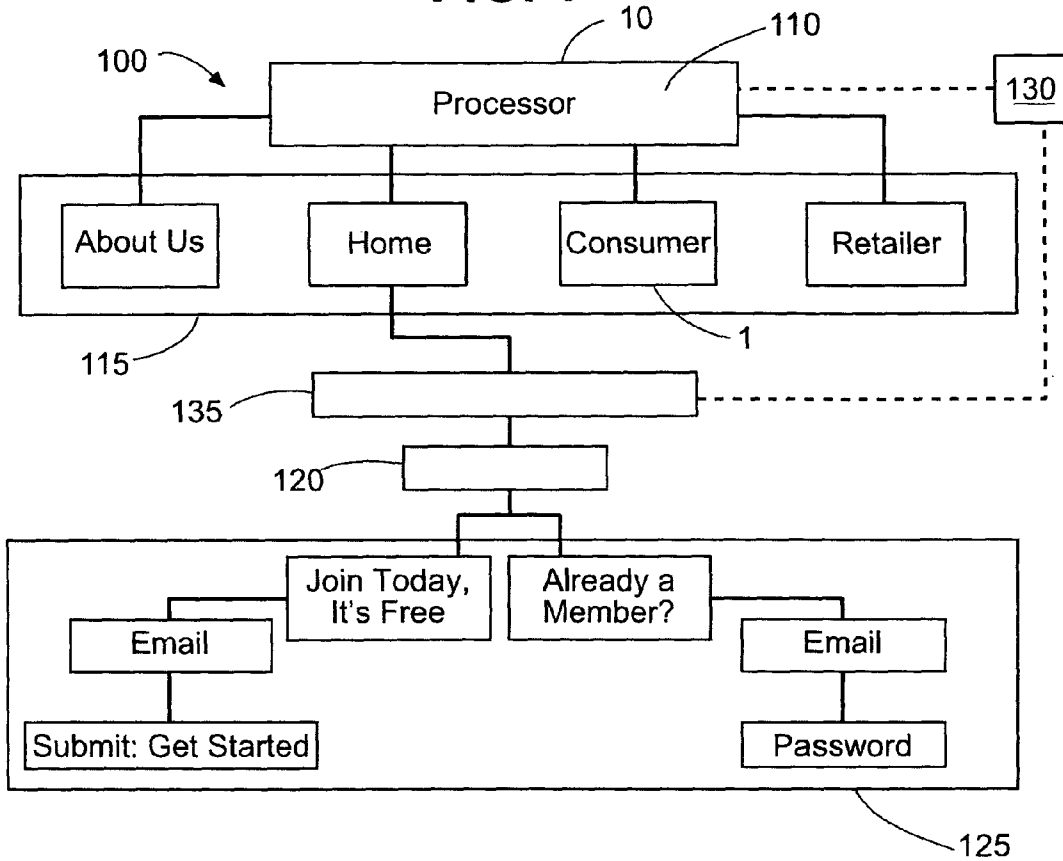 10
110
100
130
Processor
About Us
Home
Consumer
Retailer
115
1
135
120
Join Today,
It's Free
Already a
Member?
Email
Email
Submit: Get Started
Password
125